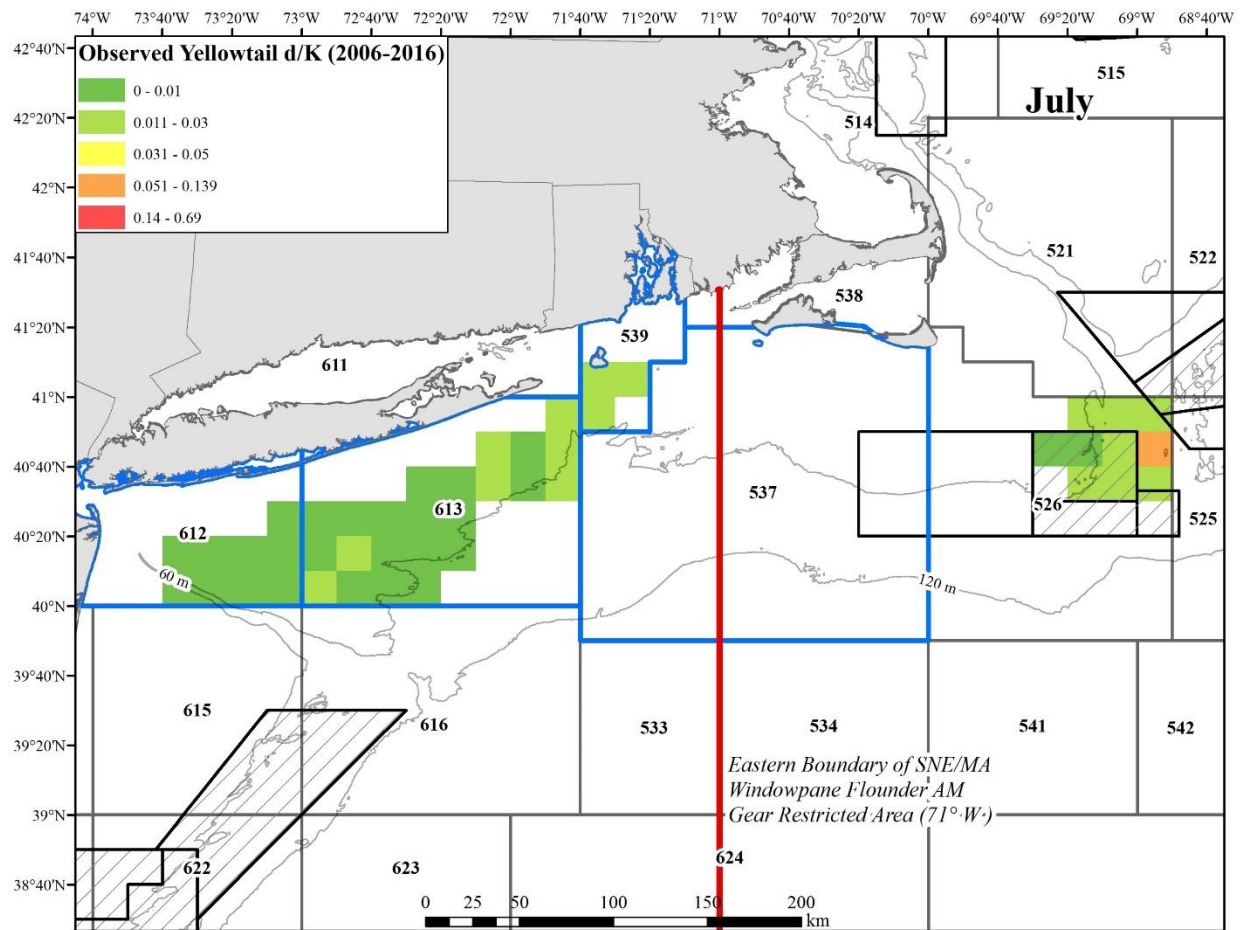 74°W 73°40'W 73°20'W 73°W 72°40'W 72°20'W 72°W 71°40'W 71°20'W 71°W 70°40'W 70°20'W 70°W 69°40'W 69°20'W 69°W 68°40'W
42°40'N
42°20'N
42°N
41°40'N
41°20'N
41°N
40°40'N
40°20'N
40°N
39°40'N
39°20'N
39°N
38°40'N
Observed Yellowtail d/K (2006-2016)
0 - 0.01
0.011 - 0.03
0.031 - 0.05
0.051 - 0.139
0.14 - 0.69
July
515
514
521
522
538
539
611
537
526
525
613
612
60 m
120 m
615
616
533
534
541
542
Eastern Boundary of SNE/MA
Windowpane Flounder AM
Gear Restricted Area (71° W)
622
623
624
0 25 50 100 150 200
km